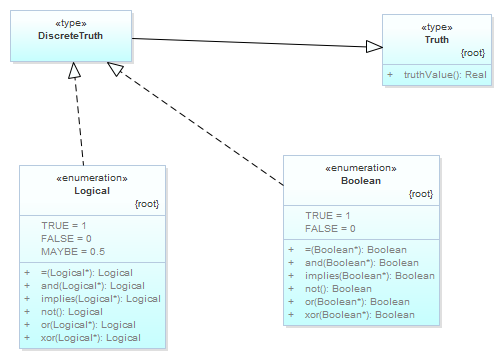 «type»
DiscreteTruth
«type»
Truth
{root}
+ truthValue(): Real
«enumeration»
Logical
{root}
TRUE = 1
FALSE = 0
MAYBE = 0.5
+ =(Logical*): Logical
+ and(Logical*): Logical
+ implies(Logical*): Logical
+ not(): Logical
+ or(Logical*): Logical
+ xor(Logical*): Logical
«enumeration»
Boolean
{root}
TRUE = 1
FALSE = 0
+ =(Boolean*): Boolean
+ and(Boolean*): Boolean
+ implies(Boolean*): Boolean
+ not(): Boolean
+ or(Boolean*): Boolean
+ xor(Boolean*): Boolean